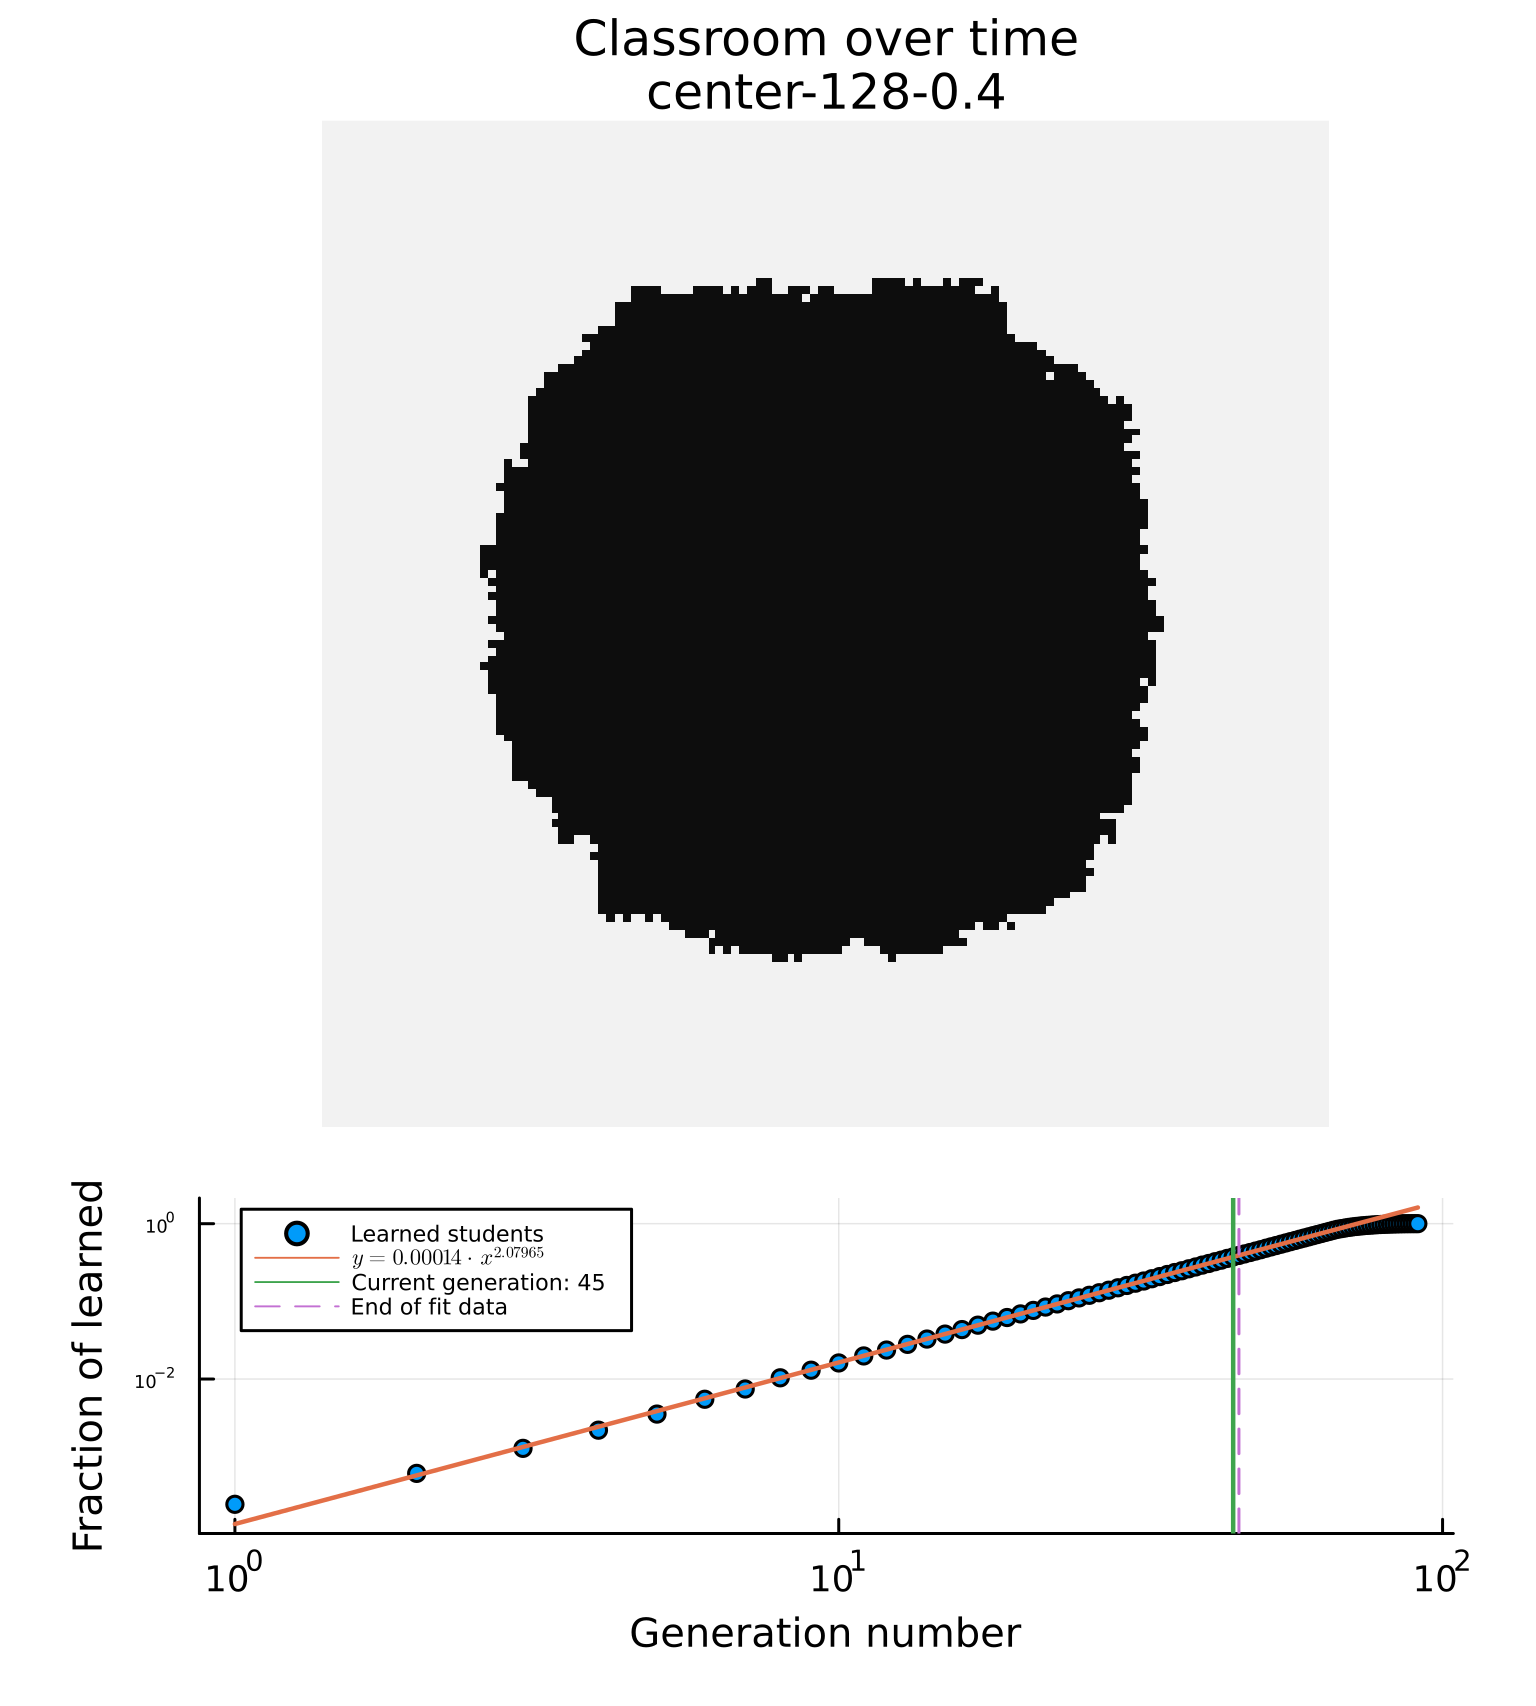 Classroom over time
center-128-0.4
Fraction of learned
10^0
10^-2
Learned students
y = 0.00014 · x^2.07965
Current generation: 45
End of fit data
10^0
10^1
10^2
Generation number